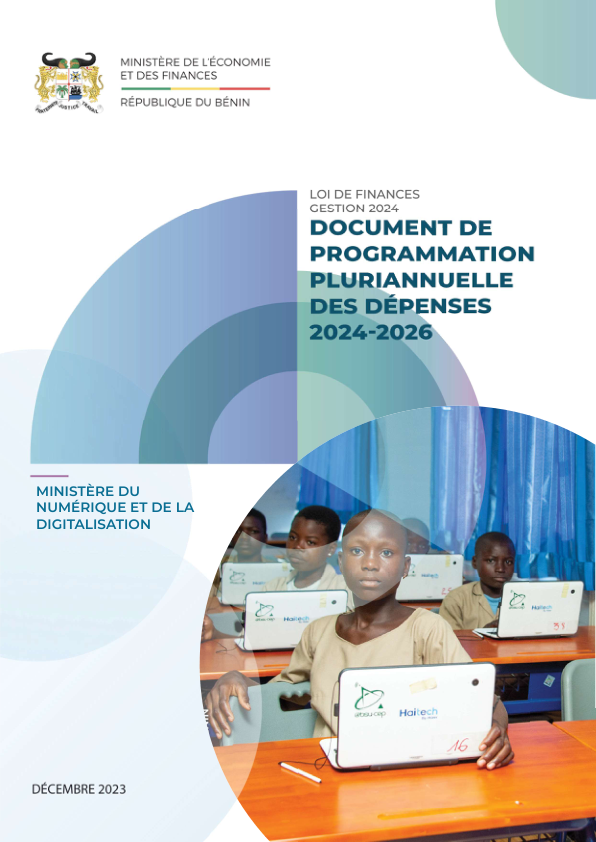 MINISTÈRE DE L'ÉCONOMIE
ET DES FINANCES
RÉPUBLIQUE DU BÉNIN
FRATERNITÉ JUSTICE TRAVAIL
LOI DE FINANCES
GESTION 2024
DOCUMENT DE
PROGRAMMATION
PLURIANNUELLE
DES DÉPENSES
2024-2026
MINISTÈRE DU
NUMÉRIQUE ET DE LA
DIGITALISATION
Haitech
Haitech
Haitech
33
Haitech
16
DÉCEMBRE 2023